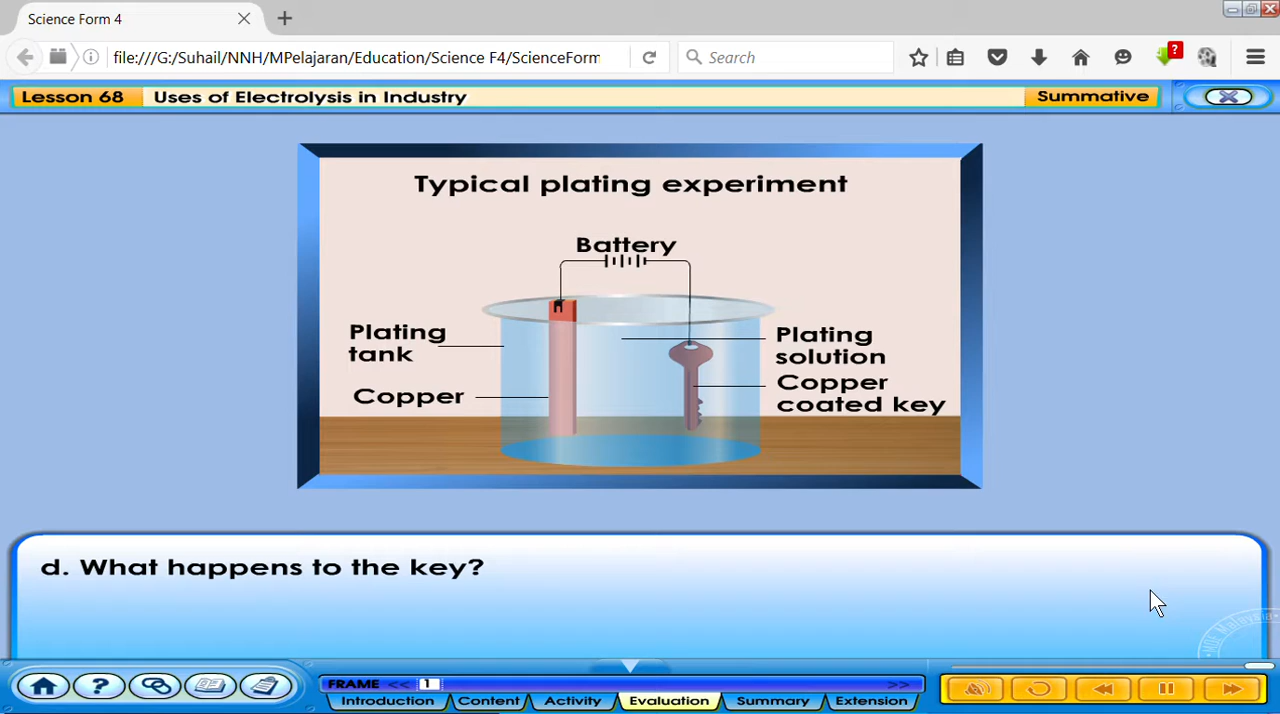 Science Form 4
file:///G:/Suhail/NNH/MPelajaran/Education/Science F4/ScienceForm
Search
?
Lesson 68
Uses of Electrolysis in Industry
Summative
Typical plating experiment
Battery
Plating
tank
Copper
Plating
solution
Copper
coated key
d. What happens to the key?
?
FRAME << 1 >>
Introduction
Content
Activity
Evaluation
Summary
Extension